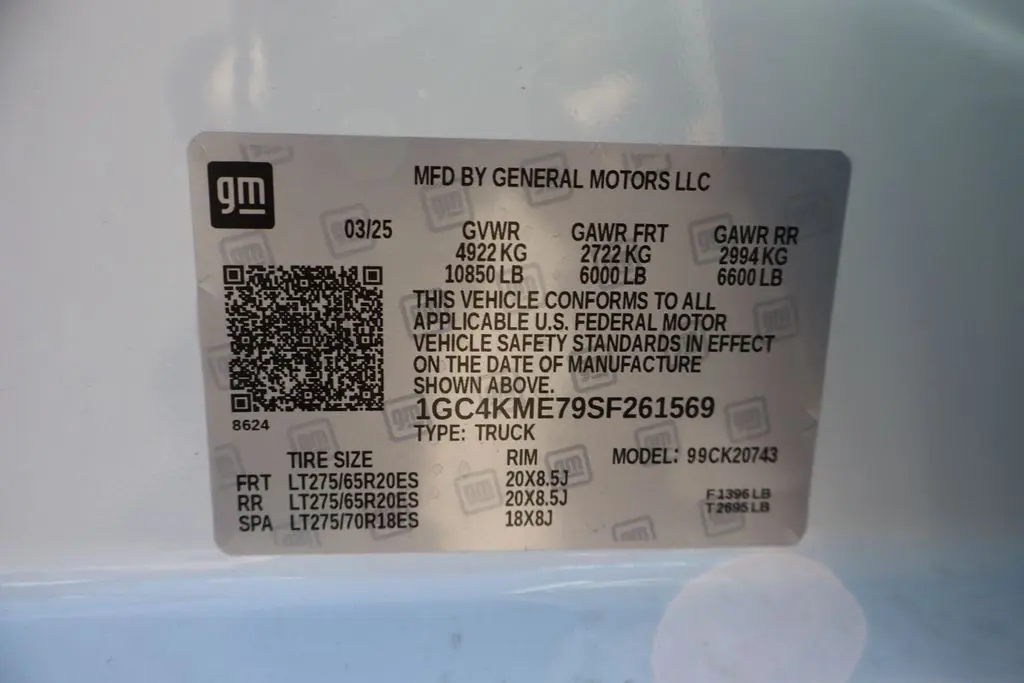 gm
MFD BY GENERAL MOTORS LLC
03/25 GVWR GAWR FRT GAWR RR
4922 KG 2722 KG 2994 KG
10850 LB 6000 LB 6600 LB
THIS VEHICLE CONFORMS TO ALL
APPLICABLE U.S. FEDERAL MOTOR
VEHICLE SAFETY STANDARDS IN EFFECT
ON THE DATE OF MANUFACTURE
SHOWN ABOVE.
1GC4KME79SF261569
8624
TYPE: TRUCK
TIRE SIZE RIM MODEL: 99CK20743
FRT LT275/65R20ES 20X8.5J
RR LT275/65R20ES 20X8.5J
SPA LT275/70R18ES 18X8J
F 1396 LB
T 2695 LB